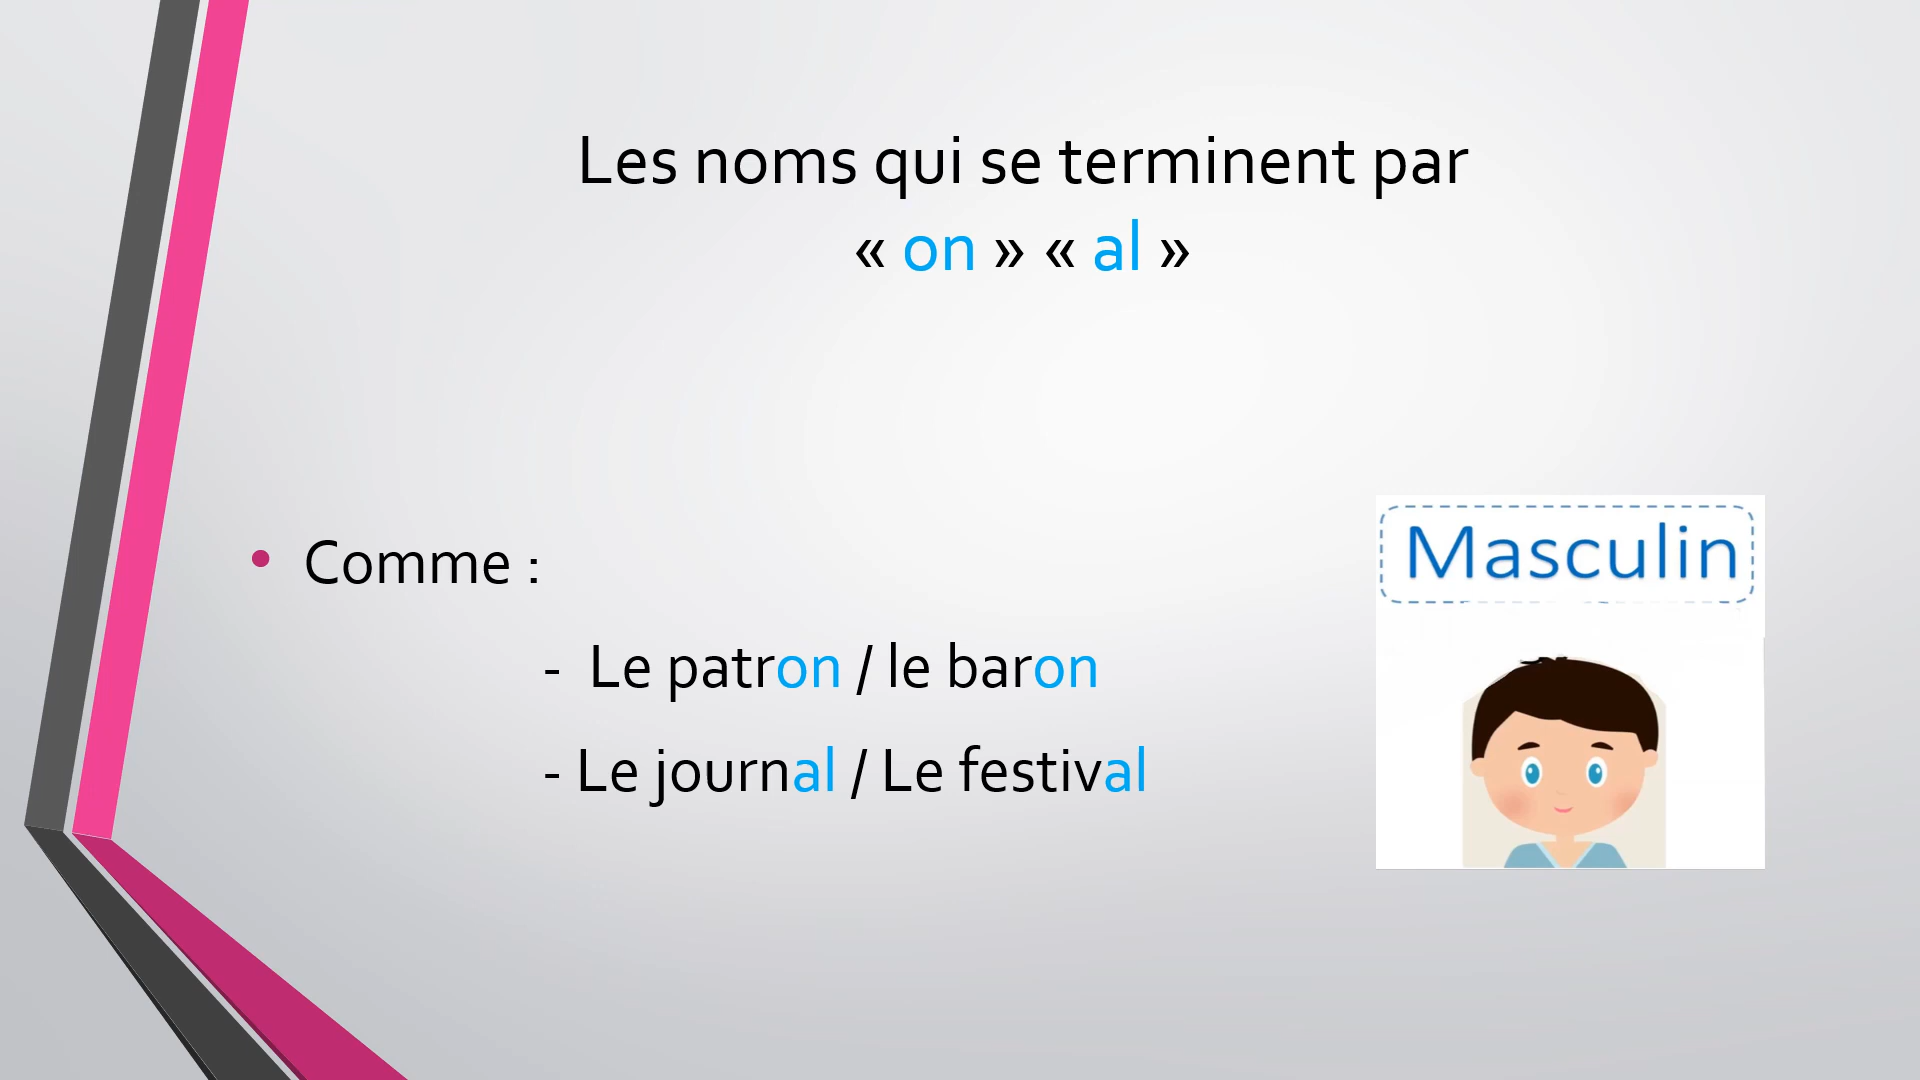 Les noms qui se terminent par
« on » « al »
• Comme :
- Le patron / le baron
- Le journal / Le festival
Masculin